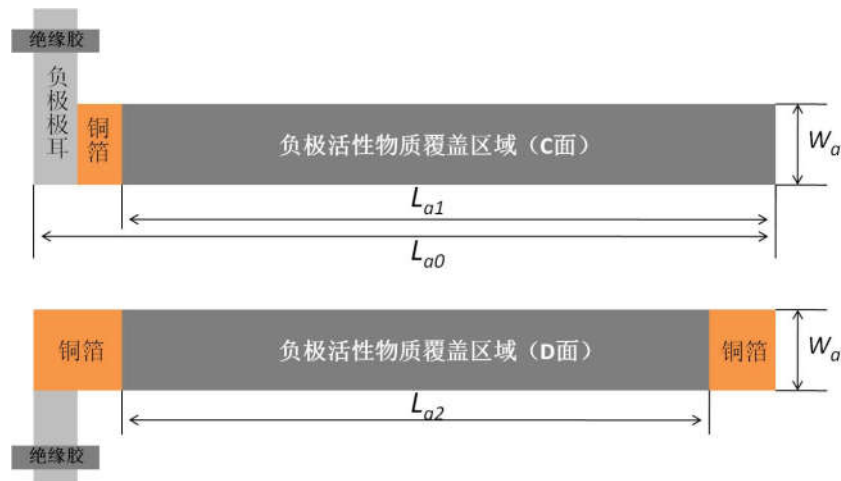 绝缘胶
负极极耳
铜箔
负极活性物质覆盖区域（C面）
Wa
La1
La0
铜箔
负极活性物质覆盖区域（D面）
铜箔
Wa
La2
绝缘胶